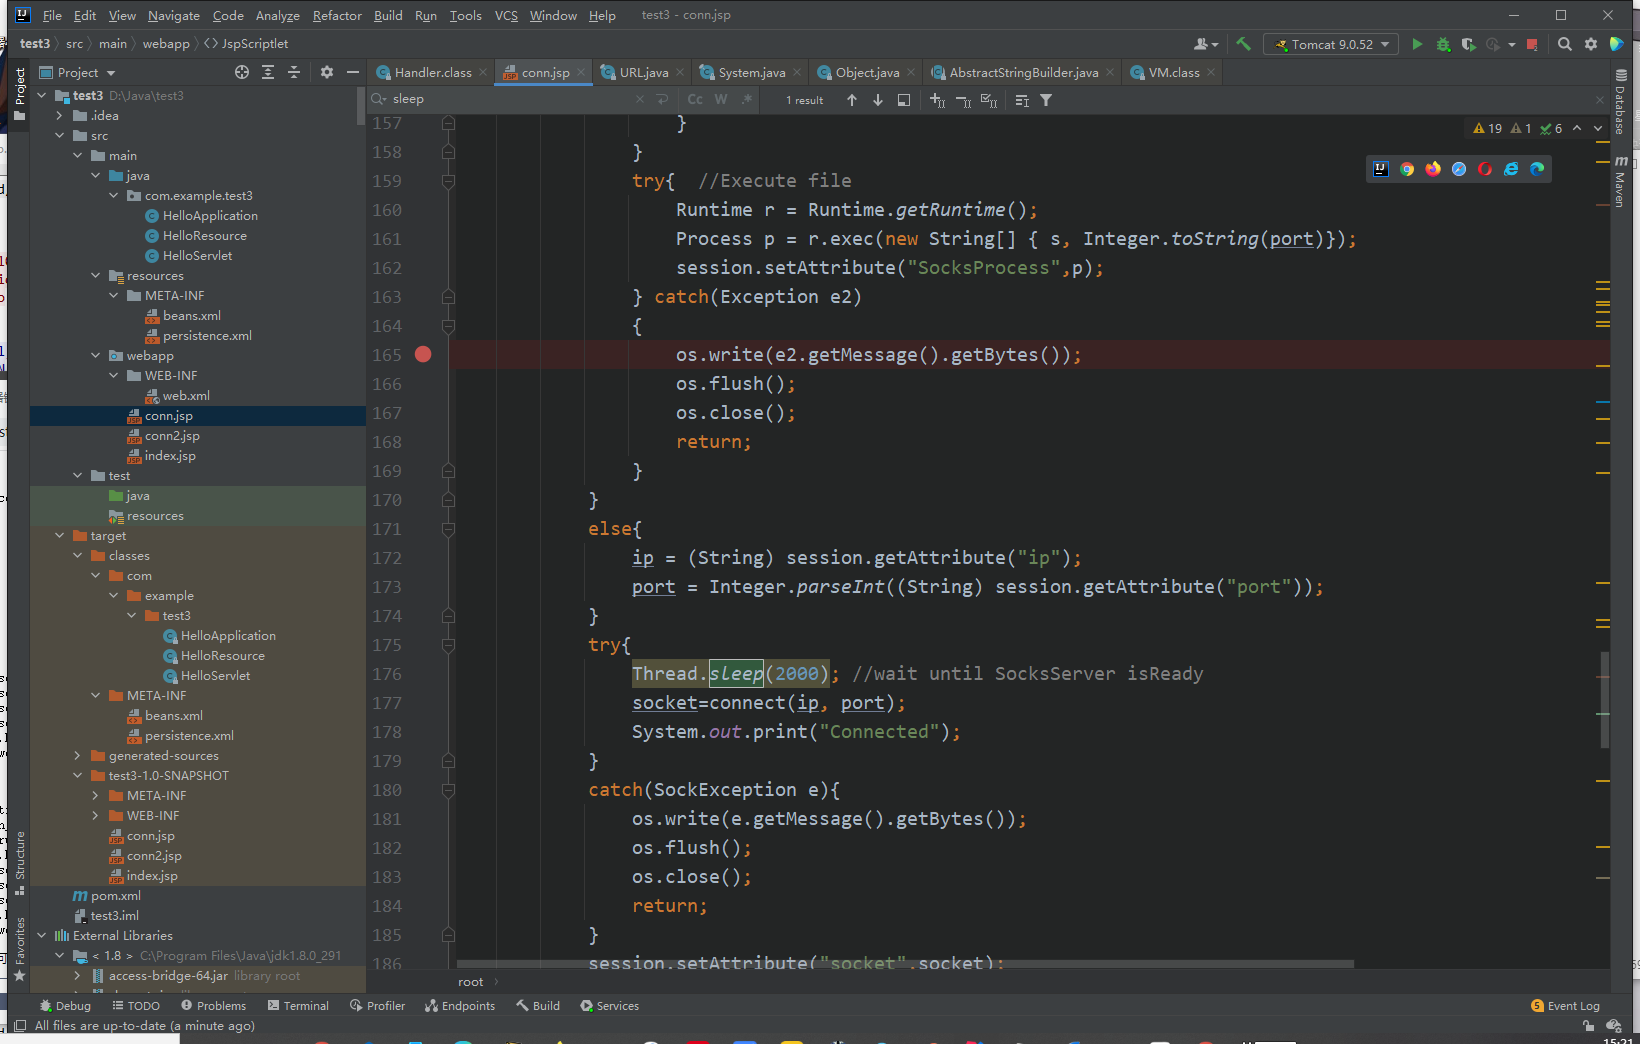 File Edit View Navigate Code Analyze Refactor Build Run Tools VCS Window Help test3 - conn.jsp
test3 src main webapp JspScriptlet
Tomcat 9.0.52
Project
Handler.class conn.jsp URL.java System.java Object.java AbstractStringBuilder.java VM.class
sleep Cc W .* 1 result
19 1 6
Project
Structure
Favorites
Database
Maven
test3 D:\Java\test3
.idea
src
main
java
com.example.test3
HelloApplication
HelloResource
HelloServlet
resources
META-INF
beans.xml
persistence.xml
webapp
WEB-INF
web.xml
conn.jsp
conn2.jsp
index.jsp
test
java
resources
target
classes
com
example
test3
HelloApplication
HelloResource
HelloServlet
META-INF
beans.xml
persistence.xml
generated-sources
test3-1.0-SNAPSHOT
META-INF
WEB-INF
conn.jsp
conn2.jsp
index.jsp
pom.xml
test3.iml
External Libraries
< 1.8 > C:\Program Files\Java\jdk1.8.0_291
access-bridge-64.jar library root
157 }
158 }
159 try{ //Execute file
160 Runtime r = Runtime.getRuntime();
161 Process p = r.exec(new String[] { s, Integer.toString(port)});
162 session.setAttribute("SocksProcess",p);
163 } catch(Exception e2)
164 {
165 os.write(e2.getMessage().getBytes());
166 os.flush();
167 os.close();
168 return;
169 }
170 }
171 else{
172 ip = (String) session.getAttribute("ip");
173 port = Integer.parseInt((String) session.getAttribute("port"));
174 }
175 try{
176 Thread.sleep(2000); //wait until SocksServer isReady
177 socket=connect(ip, port);
178 System.out.print("Connected");
179 }
180 catch(SockException e){
181 os.write(e.getMessage().getBytes());
182 os.flush();
183 os.close();
184 return;
185 }
186 session.setAttribute("socket",socket);
root
Debug TODO Problems Terminal Profiler Endpoints Build Services 5 Event Log
All files are up-to-date (a minute ago)
15:21